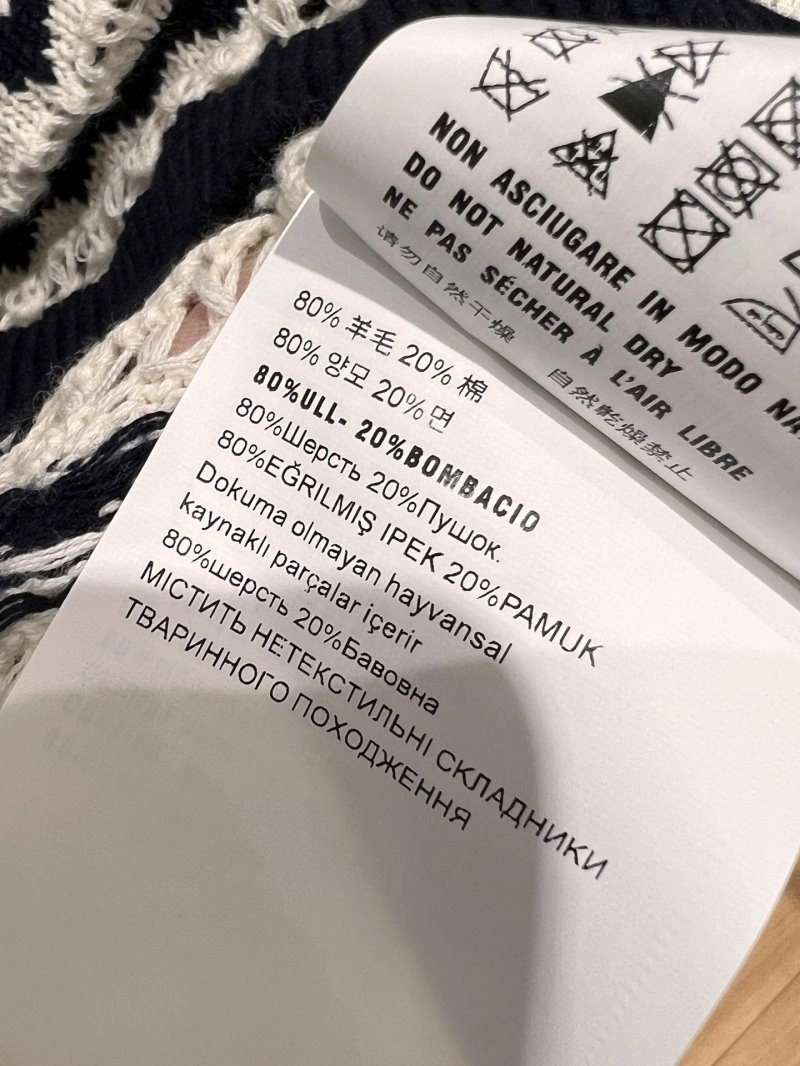 NON ASCIUGARE IN MODO NA
DO NOT NATURAL DRY
NE PAS SÉCHER À L'AIR LIBRE
请勿自然干燥
自然乾燥禁止
80% 羊毛 20% 棉
80% 양모 20% 면
80%ULL- 20%BOMBACIO
80%Шерсть 20%Пушок.
80%EĞRILMIŞ IPEK 20%PAMUK
Dokuma olmayan hayvansal
kaynaklı parçalar içerir
80%шерсть 20%Бавовна
МІСТИТЬ НЕТЕКСТИЛЬНІ СКЛАДНИКИ
ТВАРИННОГО ПОХОДЖЕННЯ